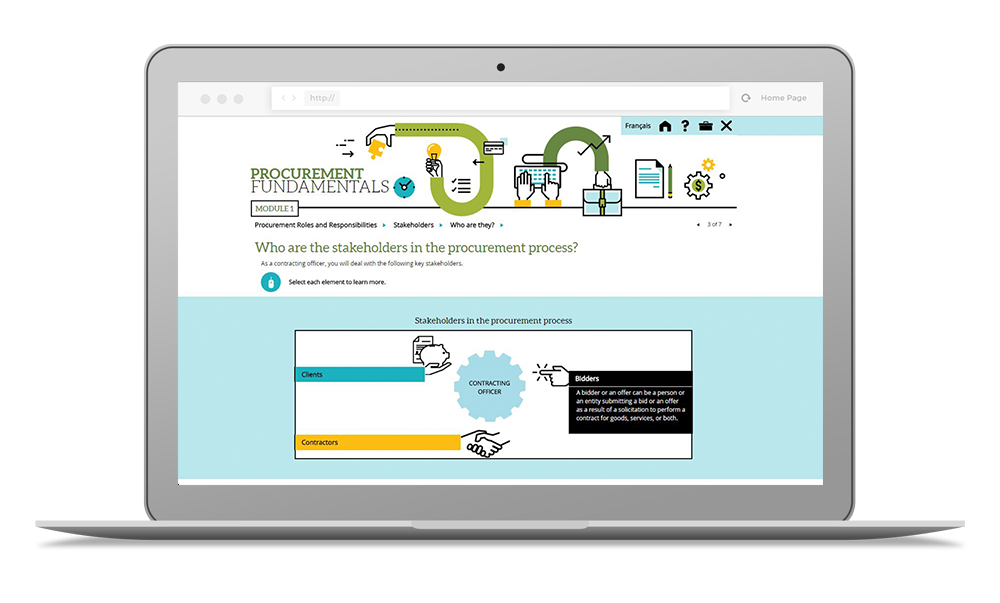 http://
Home Page
Français ?
PROCUREMENT
FUNDAMENTALS
MODULE 1
Procurement Roles and Responsibilities Stakeholders Who are they?
3 of 7
Who are the stakeholders in the procurement process?
As a contracting officer, you will deal with the following key stakeholders.
Select each element to learn more.
Stakeholders in the procurement process
Clients
CONTRACTING
OFFICER
Bidders
A bidder or an offer can be a person or
an entity submitting a bid or an offer
as a result of a solicitation to perform a
contract for goods, services, or both.
Contractors
$